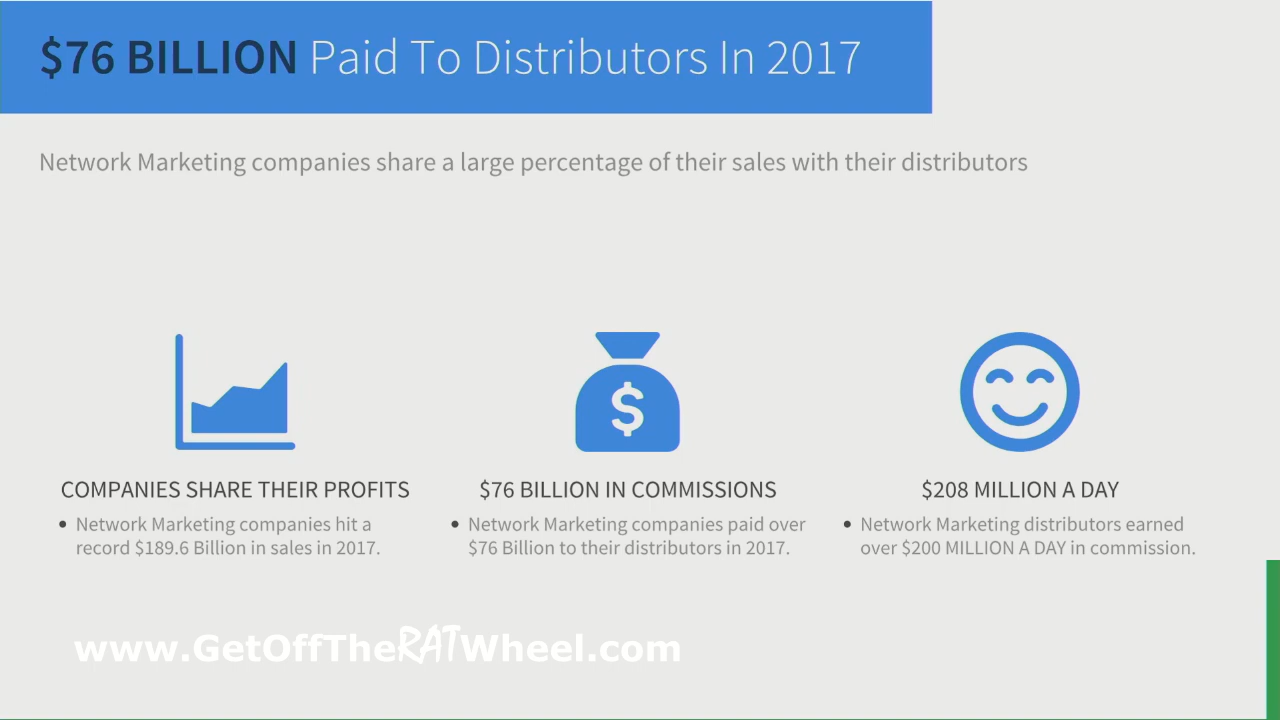 $76 BILLION Paid To Distributors In 2017
Network Marketing companies share a large percentage of their sales with their distributors
$
COMPANIES SHARE THEIR PROFITS
• Network Marketing companies hit a
record $189.6 Billion in sales in 2017.
$76 BILLION IN COMMISSIONS
• Network Marketing companies paid over
$76 Billion to their distributors in 2017.
$208 MILLION A DAY
• Network Marketing distributors earned
over $200 MILLION A DAY in commission.
www.GetOffTheRATWheel.com